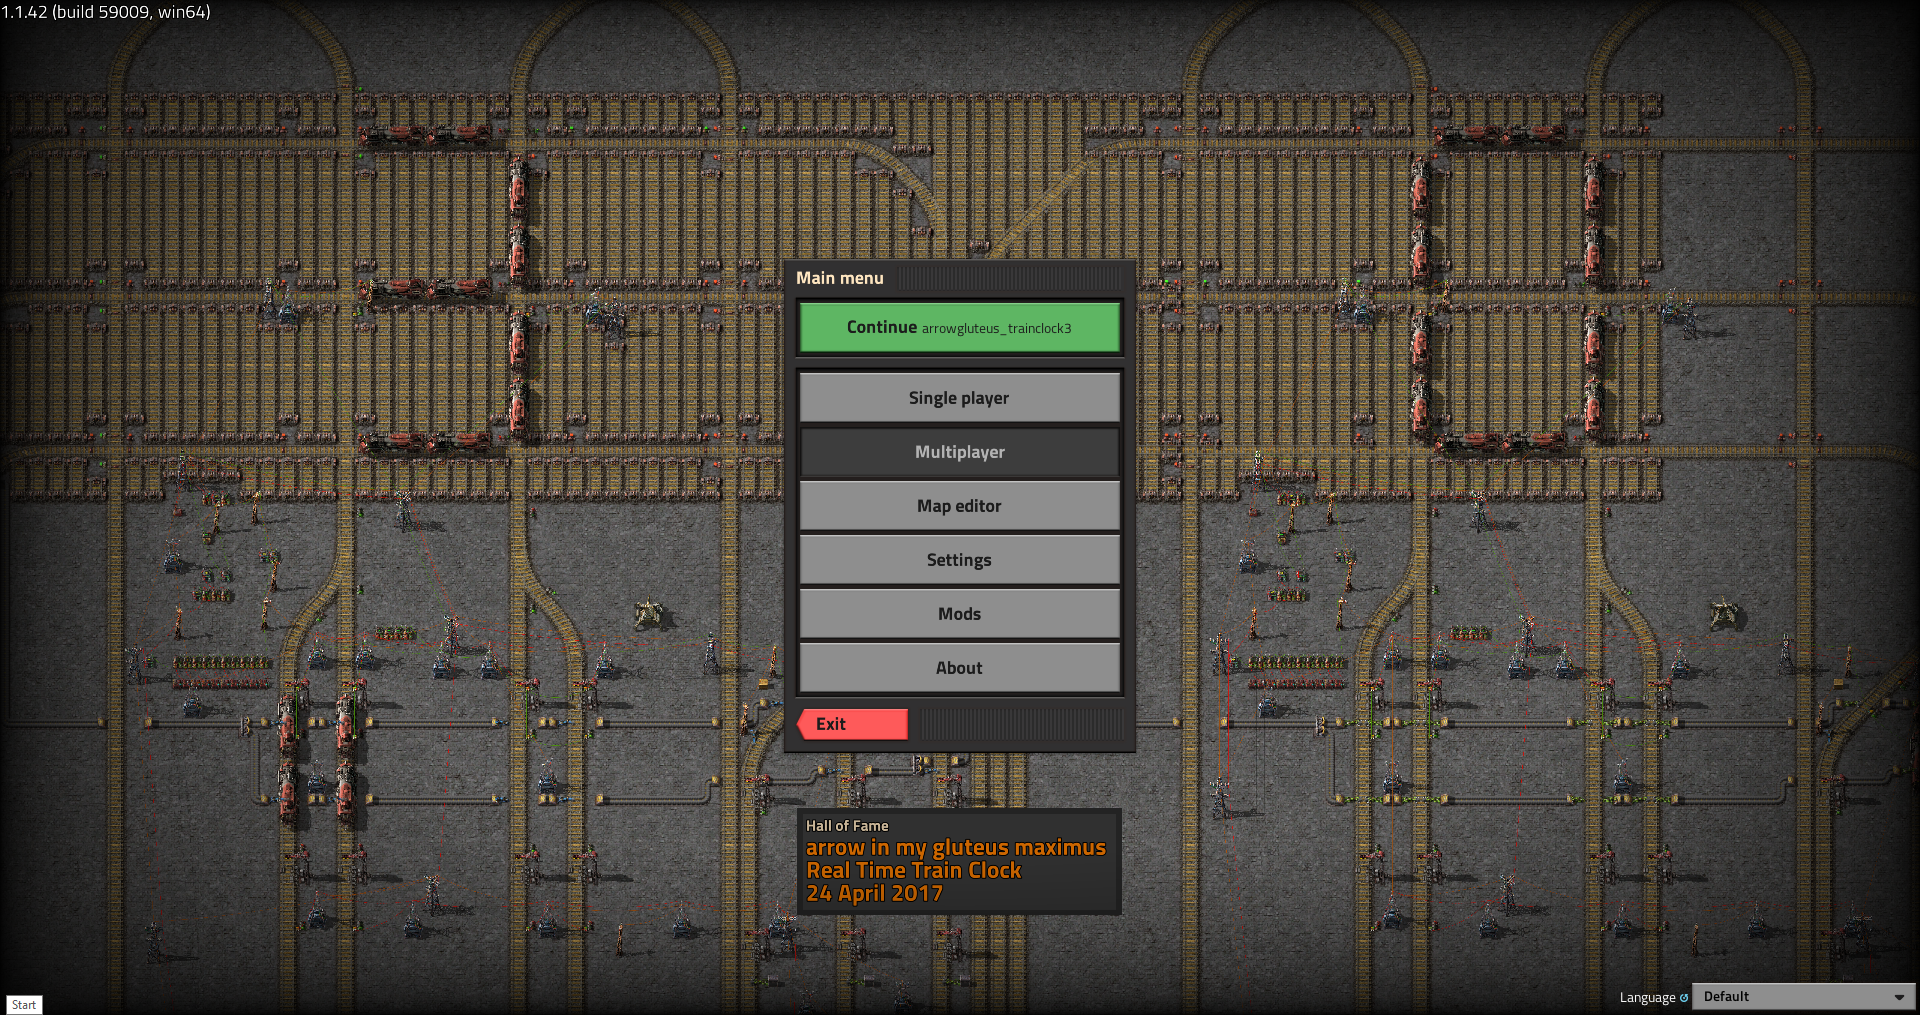 1.1.42 (build 59009, win64)
Main menu
Continue arrowgluteus_trainclock3
Single player
Multiplayer
Map editor
Settings
Mods
About
Exit
Hall of Fame
arrow in my gluteus maximus
Real Time Train Clock
24 April 2017
Start
Language Default